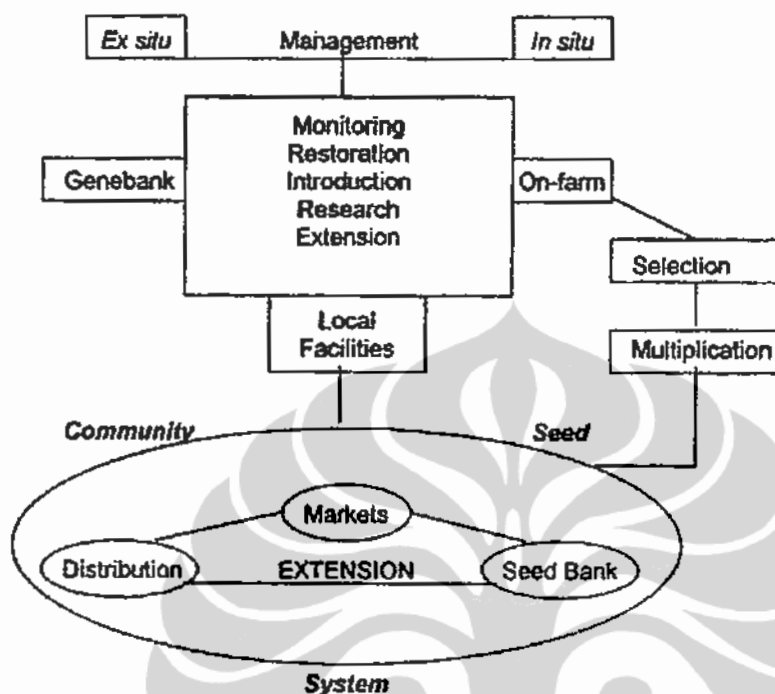 Ex situ
Management
In situ
Monitoring
Restoration
Introduction
Research
Extension
Genebank
On-farm
Selection
Local
Facilities
Multiplication
Community
Seed
Markets
Distribution
EXTENSION
Seed Bank
System